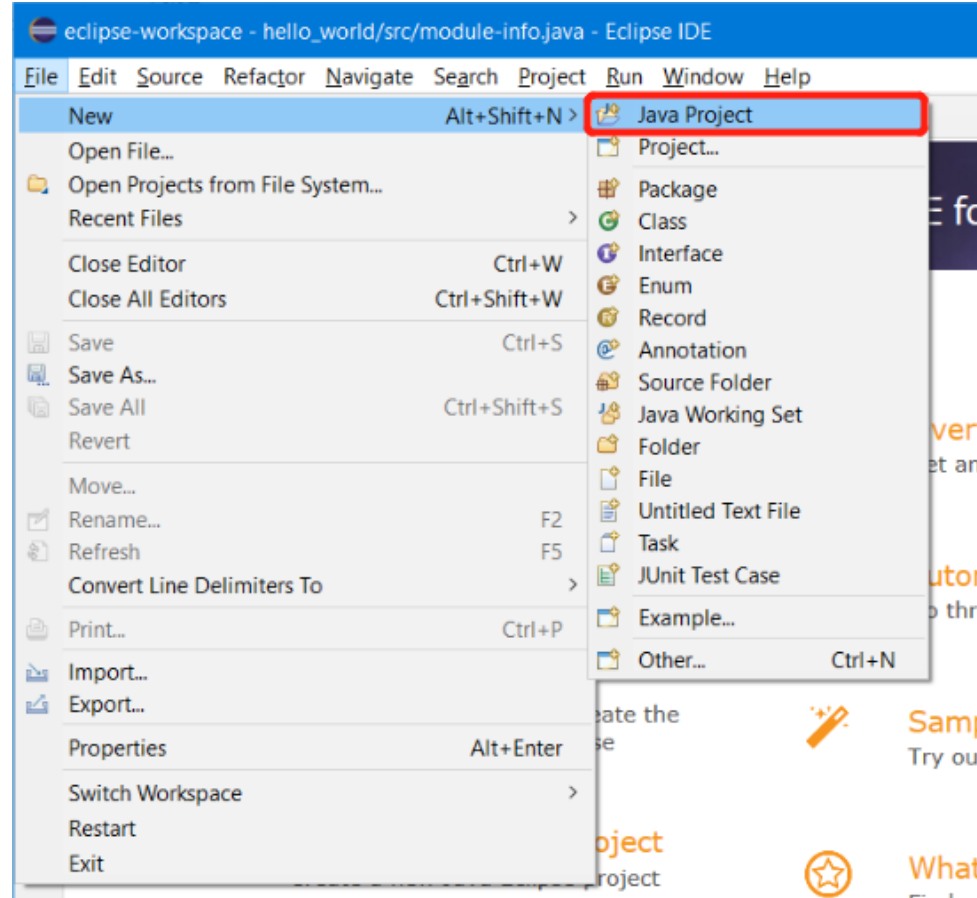 eclipse-workspace - hello_world/src/module-info.java - Eclipse IDE
File Edit Source Refactor Navigate Search Project Run Window Help
New Alt+Shift+N >
Open File...
Open Projects from File System...
Recent Files >
Close Editor Ctrl+W
Close All Editors Ctrl+Shift+W
Save Ctrl+S
Save As...
Save All Ctrl+Shift+S
Revert
Move...
Rename... F2
Refresh F5
Convert Line Delimiters To >
Print... Ctrl+P
Import...
Export...
Properties Alt+Enter
Switch Workspace >
Restart
Exit
Java Project
Project...
Package
Class
Interface
Enum
Record
Annotation
Source Folder
Java Working Set
Folder
File
Untitled Text File
Task
JUnit Test Case
Example...
Other... Ctrl+N
the
project
Try